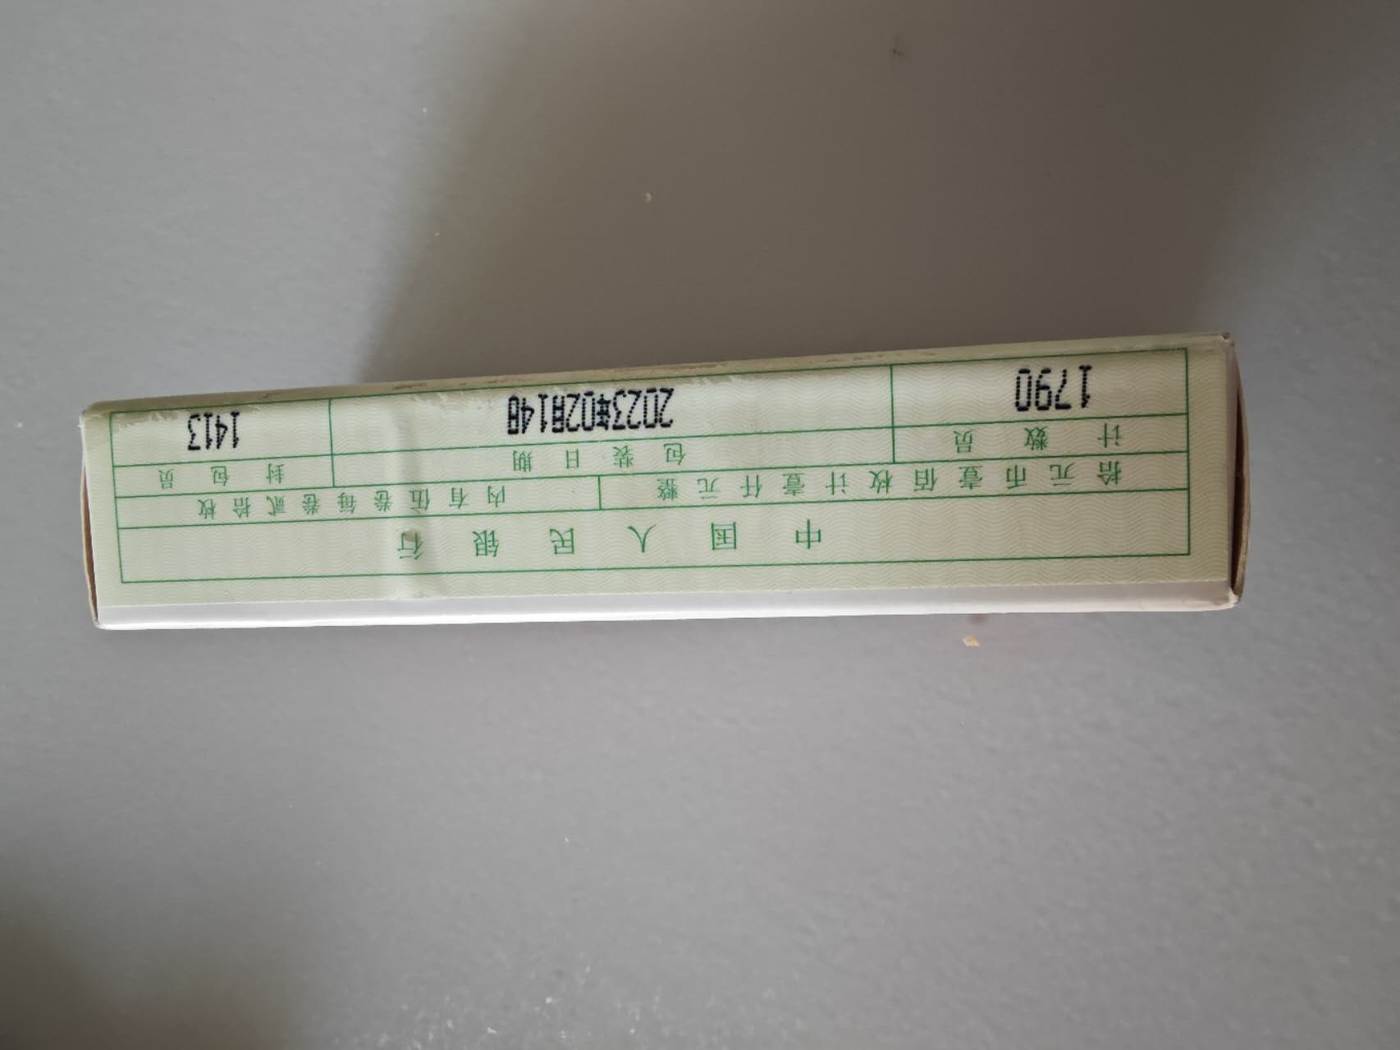 中国人民银行
拾元币壹佰枚计壹仟元整 内有伍卷每卷贰拾枚
计数员 包装日期 封包员
1790 2023年02月14日 1413